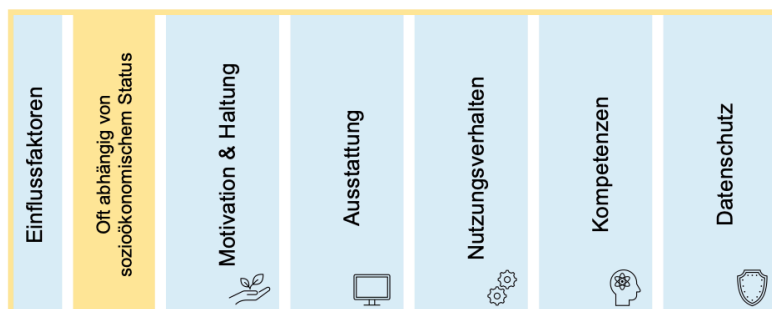 Einflussfaktoren
Oft abhängig von
sozioökonomischem Status
Motivation & Haltung
Ausstattung
Nutzungsverhalten
Kompetenzen
Datenschutz